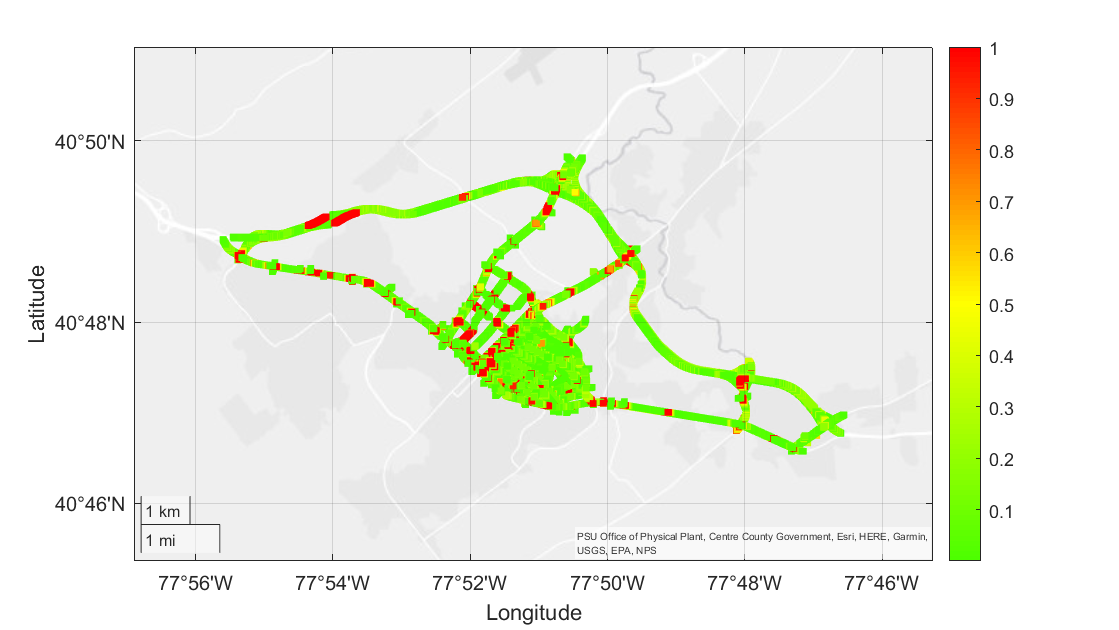 40°50'N
40°48'N
40°46'N
Latitude
77°56'W 77°54'W 77°52'W 77°50'W 77°48'W 77°46'W
Longitude
1 km
1 mi
PSU Office of Physical Plant, Centre County Government, Esri, HERE, Garmin,
USGS, EPA, NPS
1
0.9
0.8
0.7
0.6
0.5
0.4
0.3
0.2
0.1